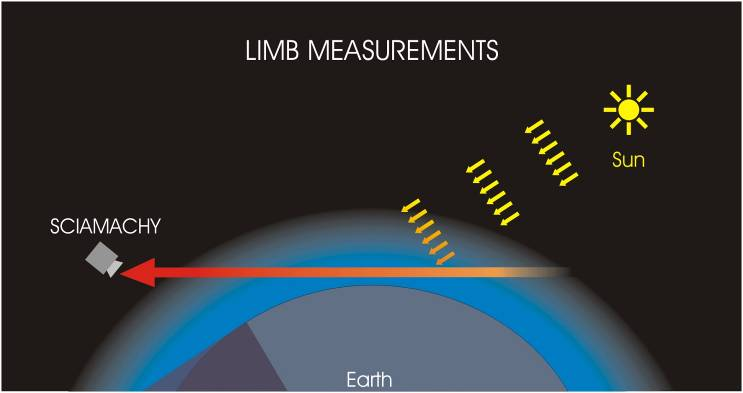 LIMB MEASUREMENTS
Sun
SCIAMACHY
Earth